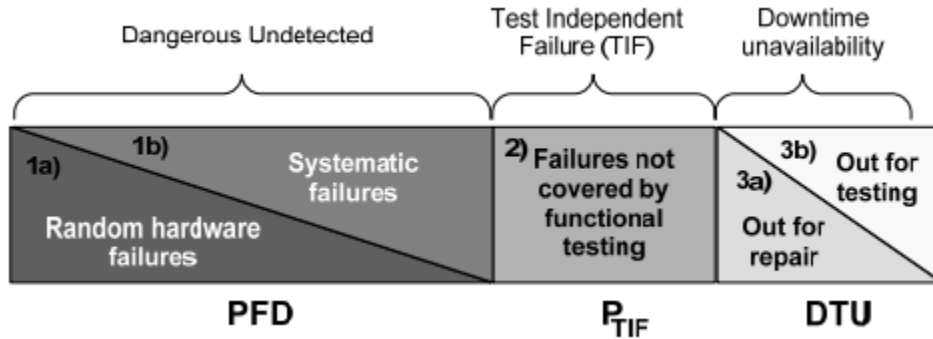 Dangerous Undetected
Test Independent
Failure (TIF)
Downtime
unavailability
1a)
1b)
Systematic
failures
Random hardware
failures
2)
Failures not
covered by
functional
testing
3b)
Out for
testing
3a)
Out for
repair
PFD
PTIF
DTU